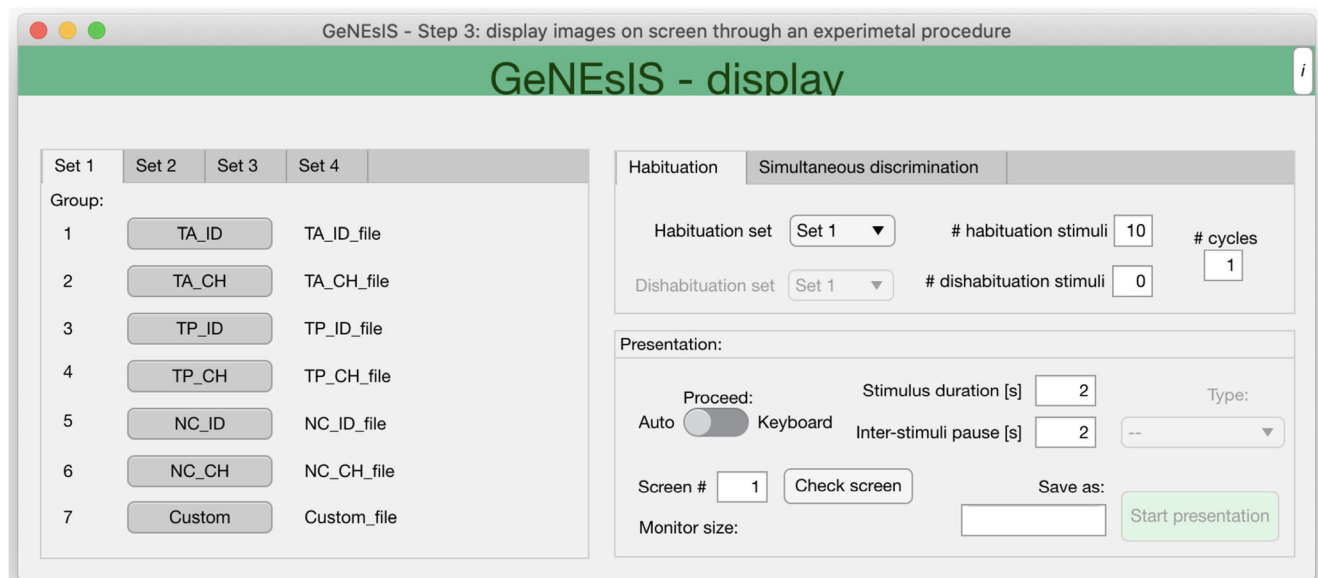 GeNEsIS - Step 3: display images on screen through an experimetal procedure
GeNEsIS - display
i
Set 1 Set 2 Set 3 Set 4
Group:
1 TA_ID TA_ID_file
2 TA_CH TA_CH_file
3 TP_ID TP_ID_file
4 TP_CH TP_CH_file
5 NC_ID NC_ID_file
6 NC_CH NC_CH_file
7 Custom Custom_file
Habituation Simultaneous discrimination
Habituation set Set 1 # habituation stimuli 10
# cycles
1
Dishabituation set Set 1 # dishabituation stimuli 0
Presentation:
Proceed:
Auto Keyboard
Stimulus duration [s] 2
Inter-stimuli pause [s] 2
Type:
--
Screen # 1 Check screen
Monitor size:
Save as:
Start presentation